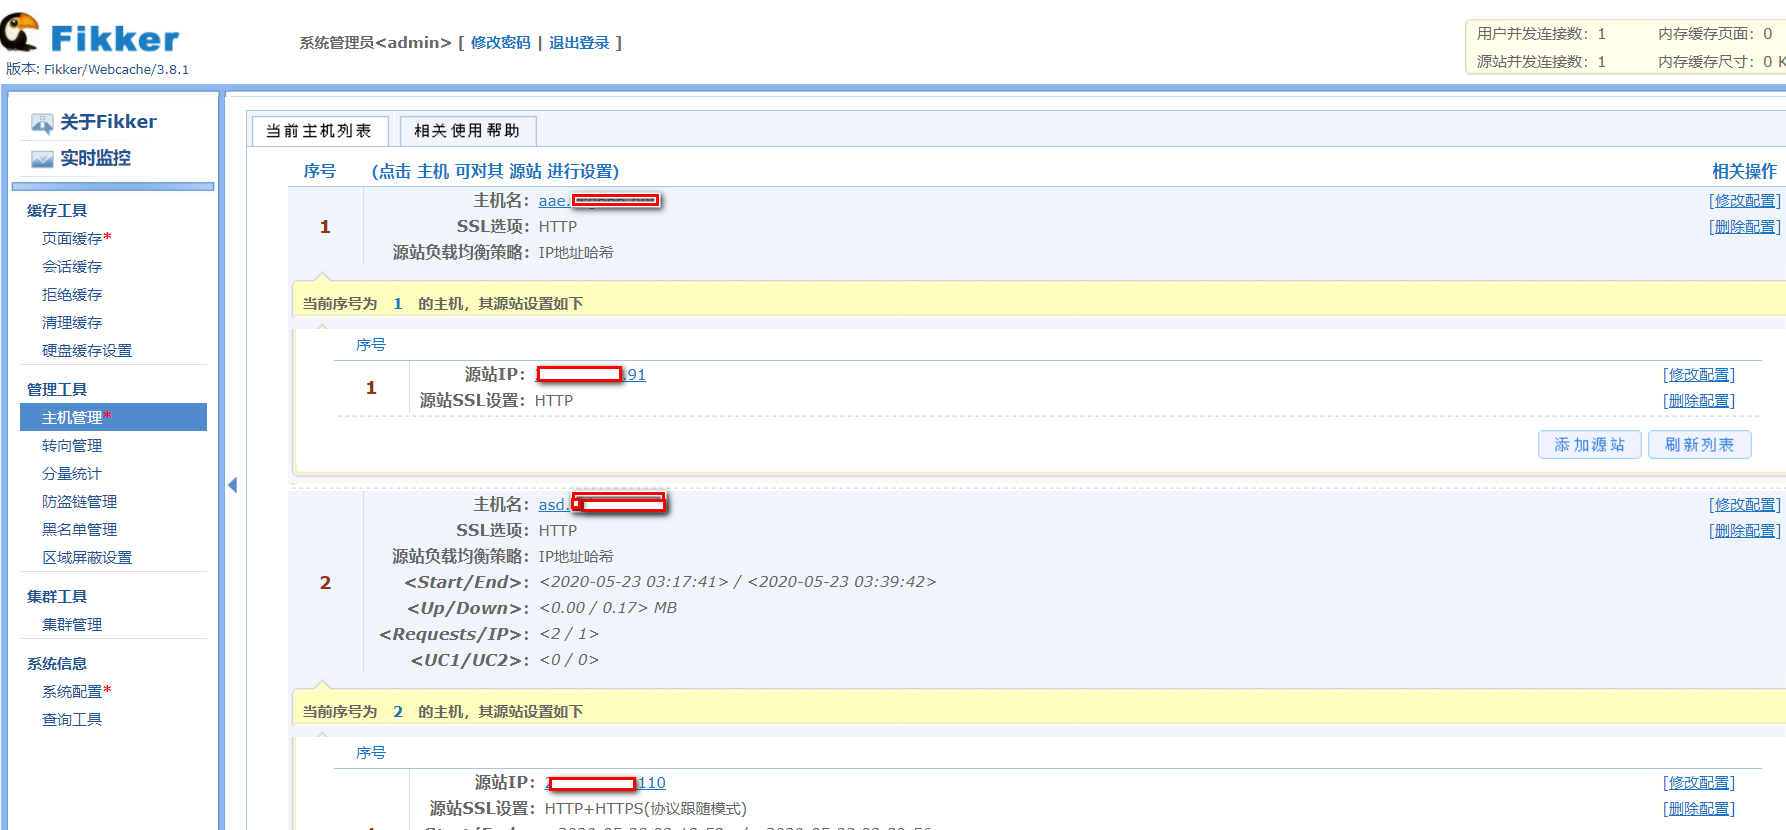 Fikker
版本: Fikker/Webcache/3.8.1
系统管理员<admin> [ 修改密码 | 退出登录 ]
用户并发连接数: 1 内存缓存页面: 0
源站并发连接数: 1 内存缓存尺寸: 0 K
关于Fikker
实时监控
缓存工具
页面缓存*
会话缓存
拒绝缓存
清理缓存
硬盘缓存设置
管理工具
主机管理*
转向管理
分量统计
防盗链管理
黑名单管理
区域屏蔽设置
集群工具
集群管理
系统信息
系统配置*
查询工具
当前主机列表 相关使用帮助
序号 (点击 主机 可对其 源站 进行设置) 相关操作
1
主机名: aae. [修改配置]
SSL选项: HTTP [删除配置]
源站负载均衡策略: IP地址哈希
当前序号为 1 的主机，其源站设置如下
序号
1
源站IP: .91 [修改配置]
源站SSL设置: HTTP [删除配置]
添加源站 刷新列表
2
主机名: asd. [修改配置]
SSL选项: HTTP [删除配置]
源站负载均衡策略: IP地址哈希
<Start/End>: <2020-05-23 03:17:41> / <2020-05-23 03:39:42>
<Up/Down>: <0.00 / 0.17> MB
<Requests/IP>: <2 / 1>
<UC1/UC2>: <0 / 0>
当前序号为 2 的主机，其源站设置如下
序号
源站IP: 110 [修改配置]
源站SSL设置: HTTP+HTTPS(协议跟随模式) [删除配置]